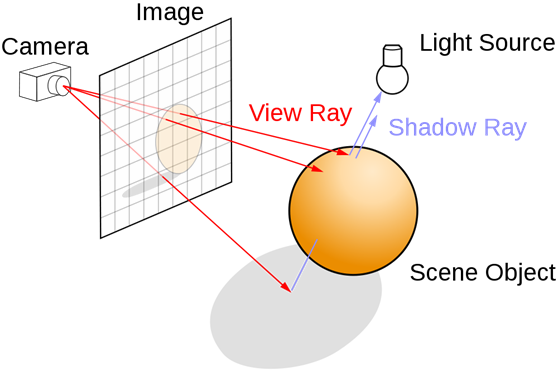 Image
Camera
Light Source
View Ray
Shadow Ray
Scene Object